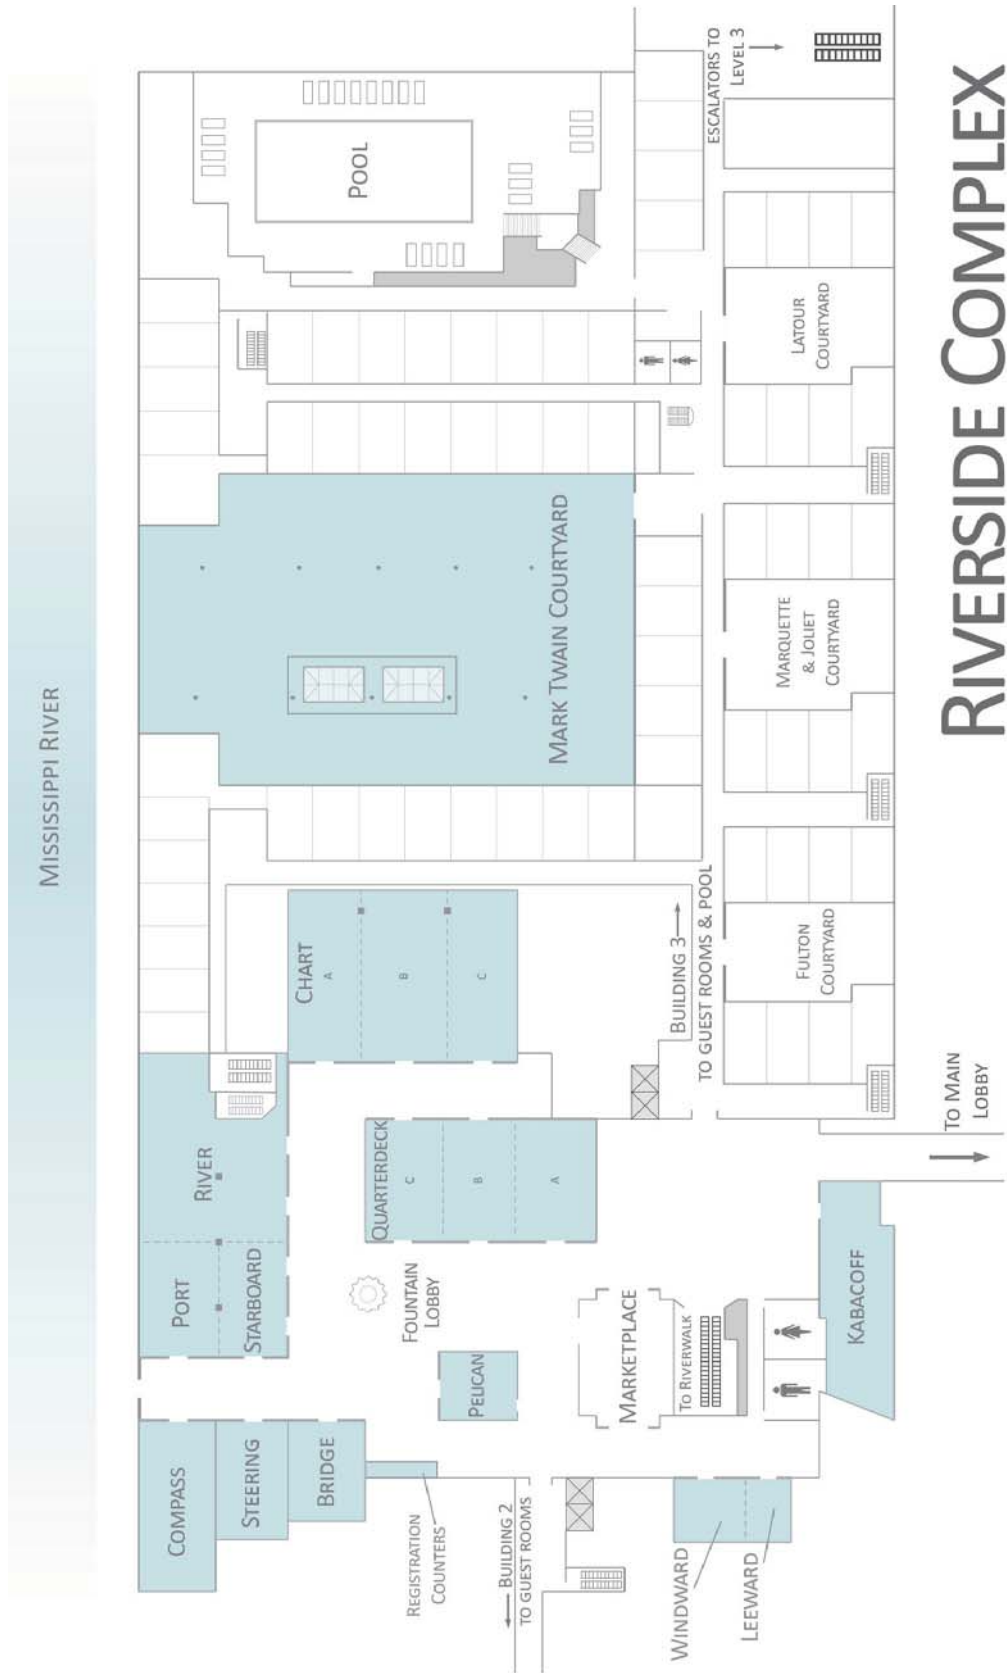 MISSISSIPPI RIVER
COMPASS
STEERING
BRIDGE
REGISTRATION
COUNTERS
BUILDING 2
TO GUEST ROOMS
WINDWARD
LEEWARD
PORT
STARBOARD
RIVER
FOUNTAIN
LOBBY
PELICAN
MARKETPLACE
TO RIVERWALK
KABACOFF
QUARTERDECK
C
B
A
CHART
A
B
C
BUILDING 3
TO GUEST ROOMS & POOL
TO MAIN
LOBBY
FULTON
COURTYARD
MARK TWAIN COURTYARD
MARQUETTE
& JOLIET
COURTYARD
LATOUR
COURTYARD
POOL
ESCALATORS TO
LEVEL 3
RIVERSIDE COMPLEX